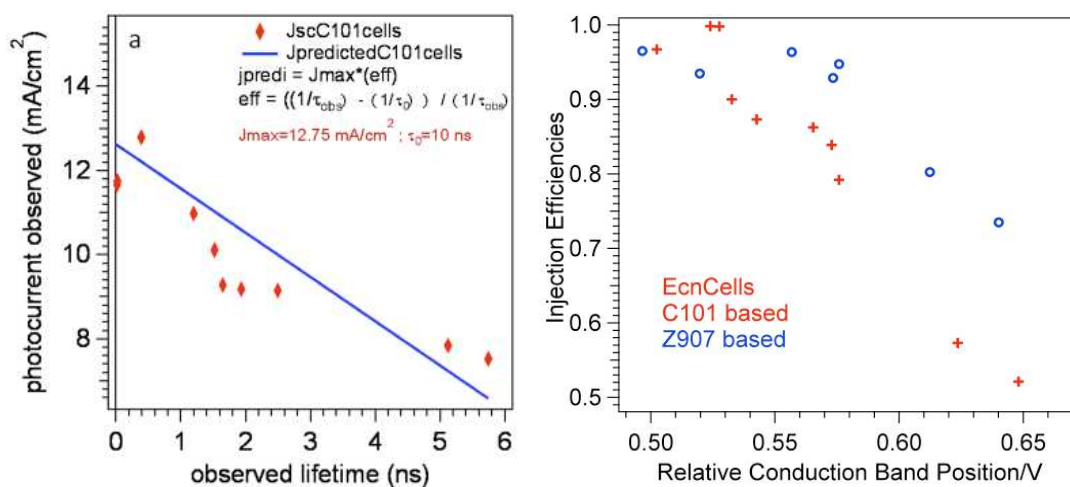 a
JscC101cells
JpredictedC101cells
jpredi = Jmax*(eff)
eff = ((1/τobs) - (1/τ0) ) / (1/τobs)
Jmax=12.75 mA/cm2 ; τ0=10 ns
photocurrent observed (mA/cm2)
14
12
10
8
0 1 2 3 4 5 6
observed lifetime (ns)
Injection Efficiencies
1.0
0.9
0.8
0.7
0.6
0.5
EcnCells
C101 based
Z907 based
0.50 0.55 0.60 0.65
Relative Conduction Band Position/V